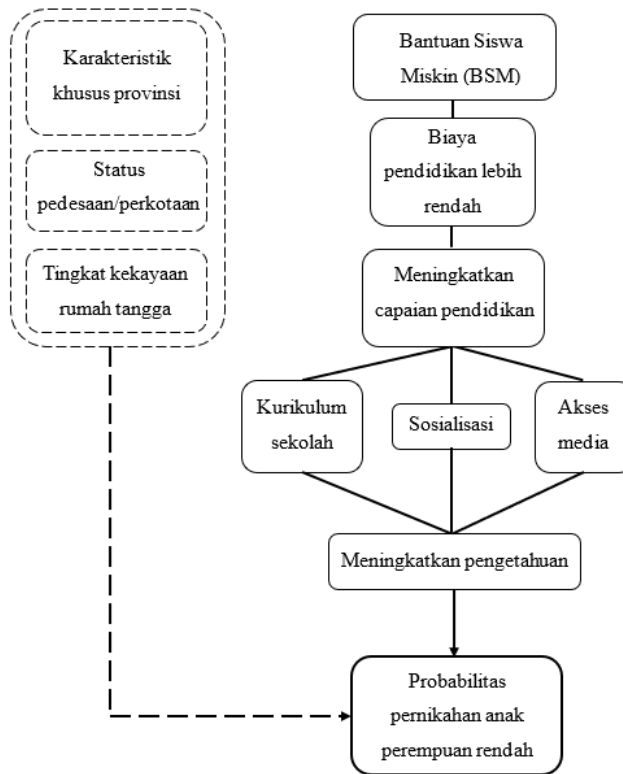 Karakteristik
khusus provinsi
Status
pedesaan/perkotaan
Tingkat kekayaan
rumah tangga
Bantuan Siswa
Miskin (BSM)
Biaya
pendidikan lebih
rendah
Meningkatkan
capaian pendidikan
Kurikulum
sekolah
Sosialisasi
Akses
media
Meningkatkan pengetahuan
Probabilitas
pernikahan anak
perempuan rendah